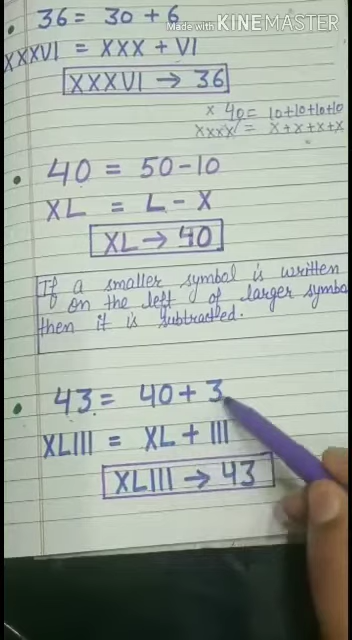 36 = 30 + 6
Made with KINEMASTER
XXXVI = XXX + VI
XXXVI → 36
x 40 = 10+10+10+10
XXXX = X+X+X+X
40 = 50-10
XL = L - X
XL → 40
If a smaller symbol is written
on the left of larger symbo
then it is subtracted.
43 = 40 + 3
XLIII = XL + III
XLIII → 43